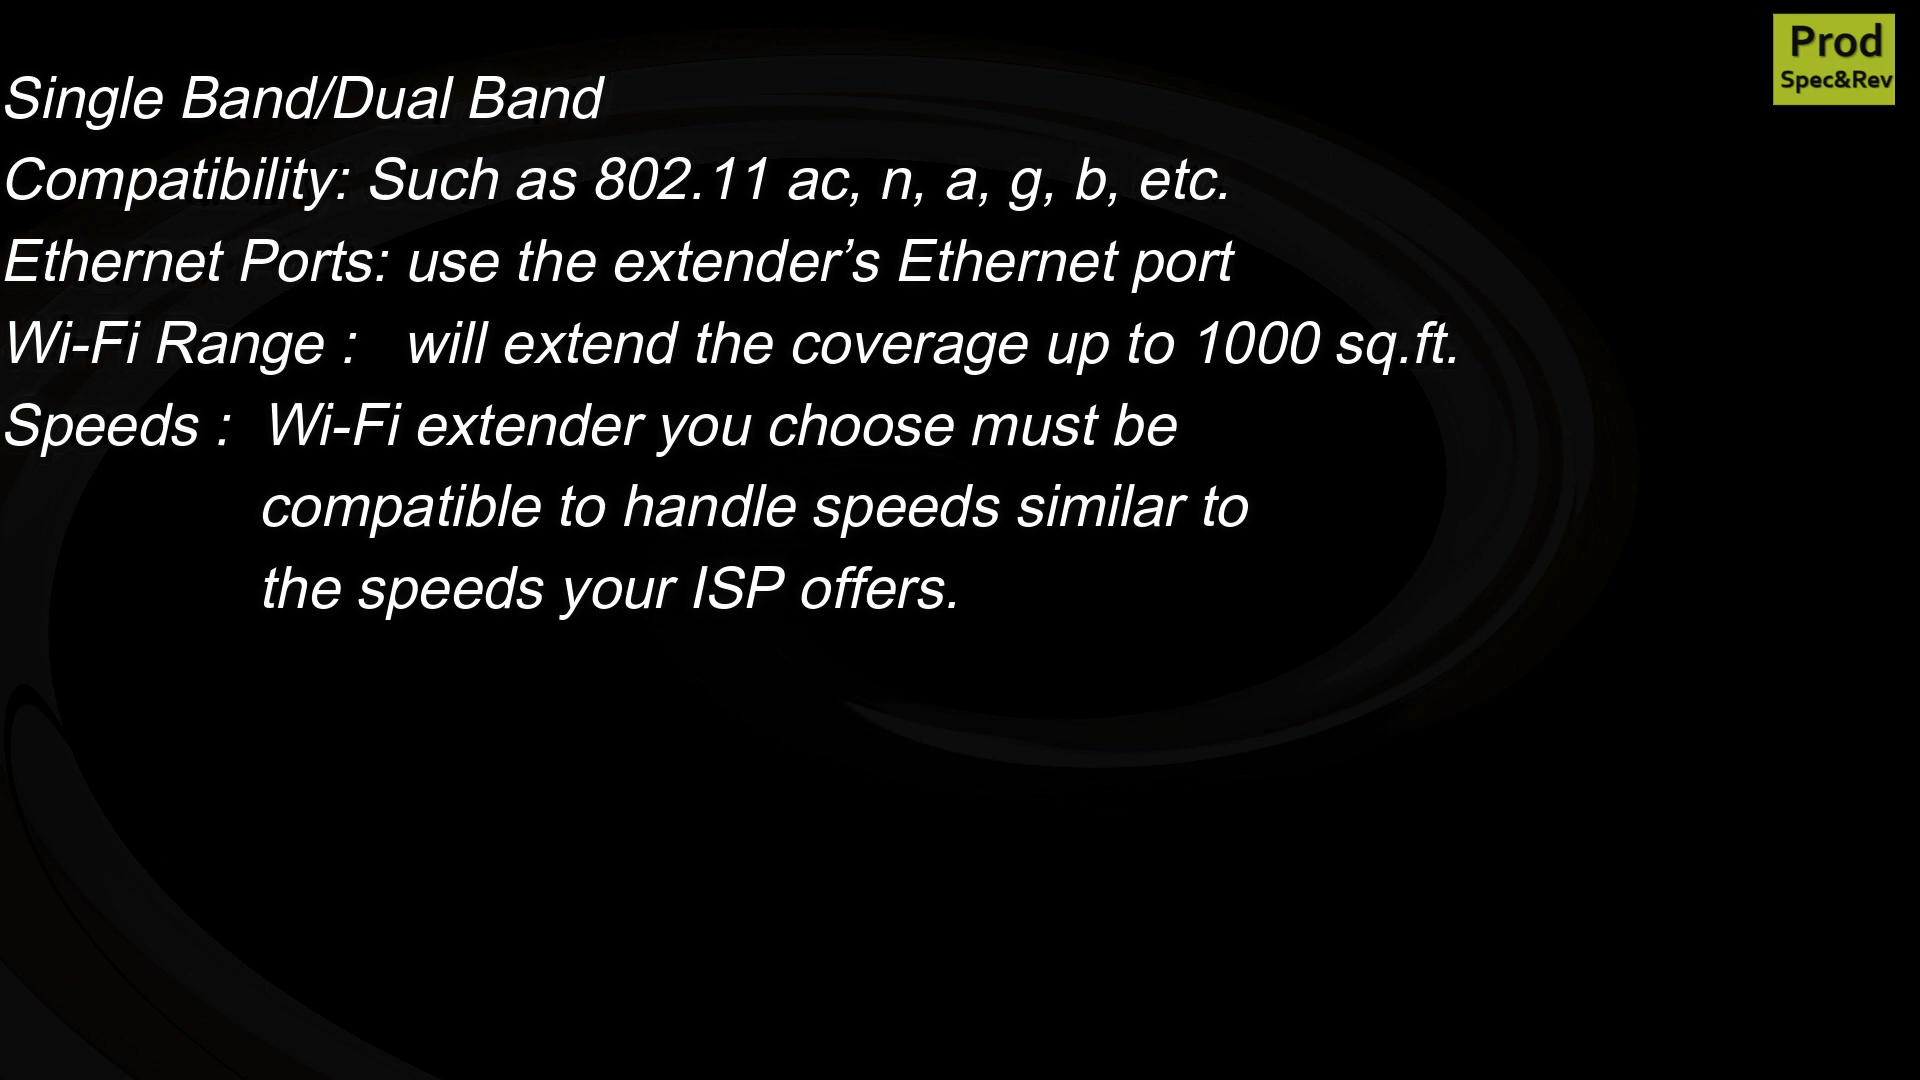 Prod
Spec&Rev
Single Band/Dual Band
Compatibility: Such as 802.11 ac, n, a, g, b, etc.
Ethernet Ports: use the extender’s Ethernet port
Wi-Fi Range :   will extend the coverage up to 1000 sq.ft.
Speeds :  Wi-Fi extender you choose must be
compatible to handle speeds similar to
the speeds your ISP offers.